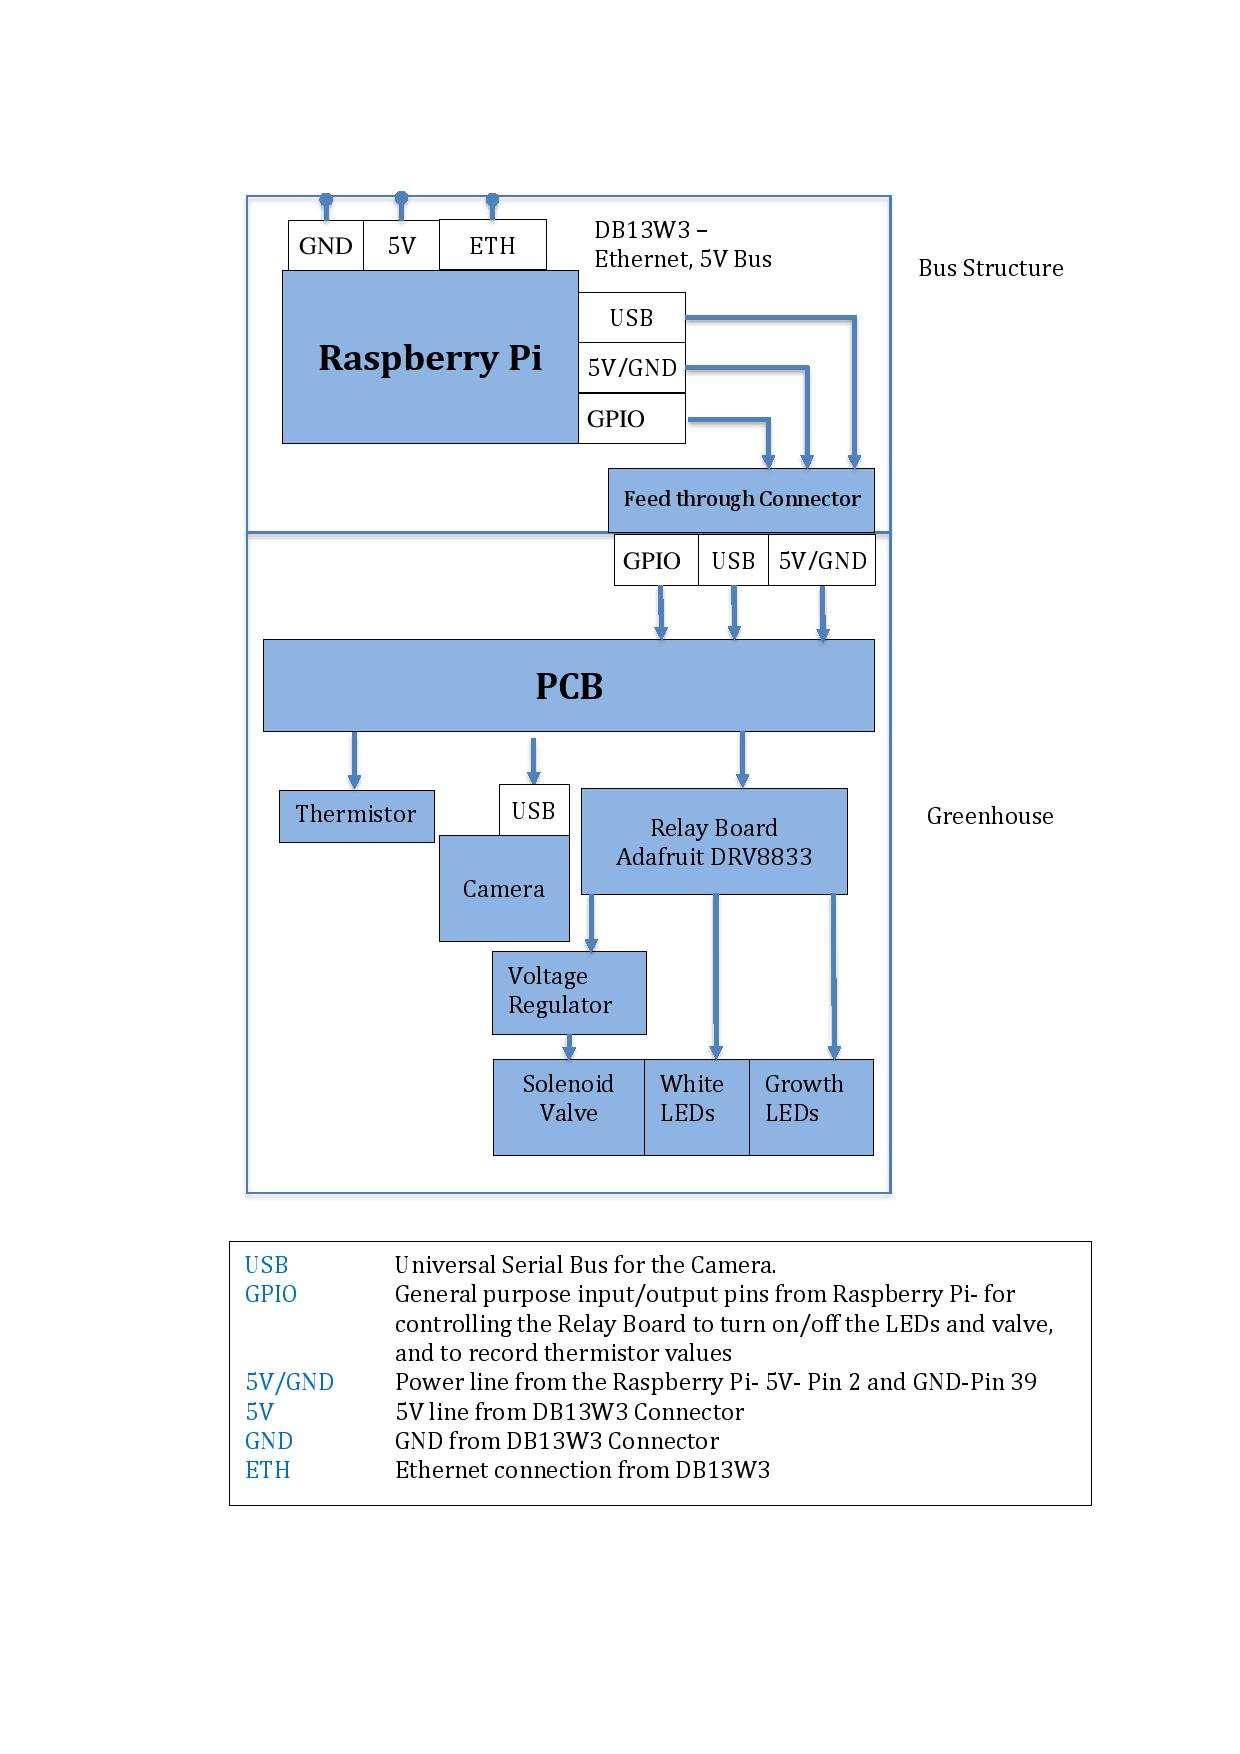 GND 5V ETH
DB13W3 –
Ethernet, 5V Bus
Bus Structure
Raspberry Pi
USB
5V/GND
GPIO
Feed through Connector
GPIO USB 5V/GND
PCB
Thermistor
USB
Camera
Relay Board
Adafruit DRV8833
Greenhouse
Voltage
Regulator
Solenoid
Valve
White
LEDs
Growth
LEDs
USB Universal Serial Bus for the Camera.
GPIO General purpose input/output pins from Raspberry Pi- for
controlling the Relay Board to turn on/off the LEDs and valve,
and to record thermistor values
5V/GND Power line from the Raspberry Pi- 5V- Pin 2 and GND-Pin 39
5V 5V line from DB13W3 Connector
GND GND from DB13W3 Connector
ETH Ethernet connection from DB13W3